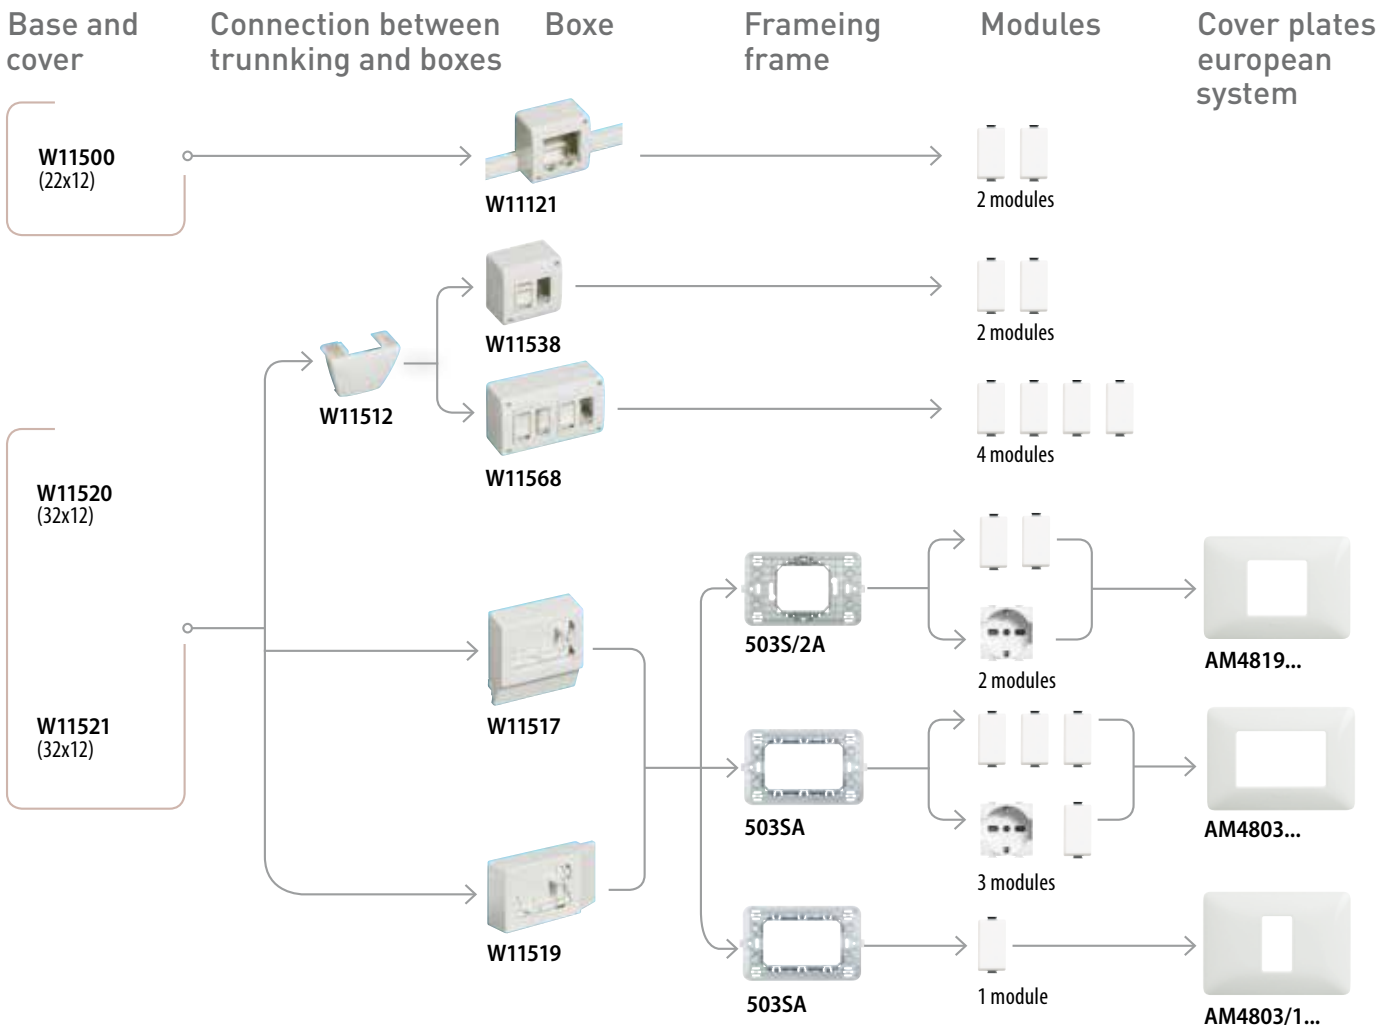 Base and
cover
Connection between
trunnking and boxes
Boxe
Frameing
frame
Modules
Cover plates
european
system
W11500
(22x12)
W11121
2 modules
W11538
2 modules
W11512
W11568
4 modules
W11520
(32x12)
503S/2A
2 modules
AM4819...
W11521
(32x12)
W11517
503SA
3 modules
AM4803...
W11519
503SA
1 module
AM4803/1...